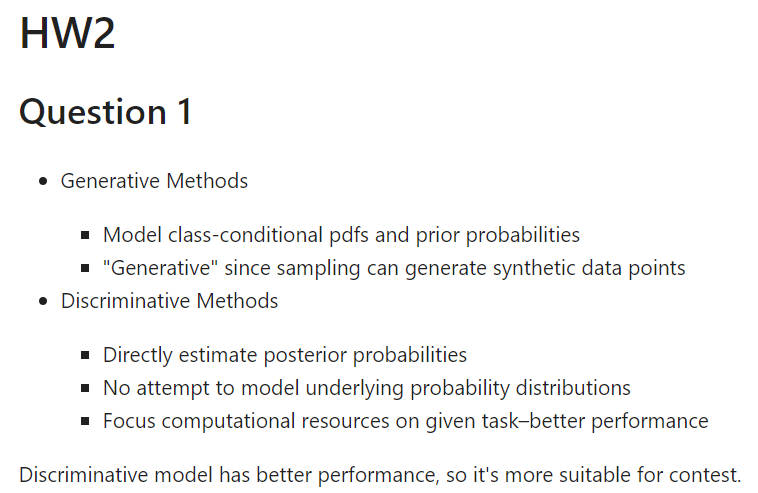 HW2
Question 1
Generative Methods
Model class-conditional pdfs and prior probabilities
"Generative" since sampling can generate synthetic data points
Discriminative Methods
Directly estimate posterior probabilities
No attempt to model underlying probability distributions
Focus computational resources on given task–better performance
Discriminative model has better performance, so it's more suitable for contest.